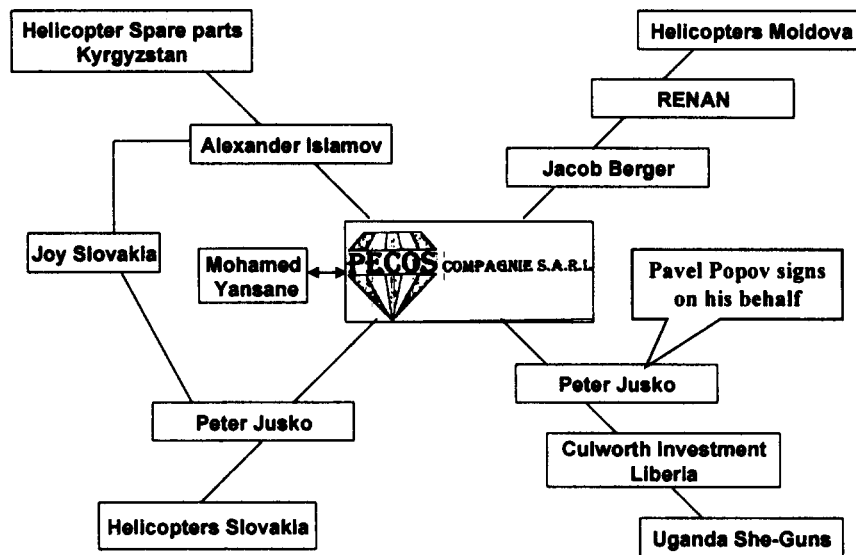 Helicopter Spare parts
Kyrgyzstan
Helicopters Moldova
RENAN
Alexander Islamov
Jacob Berger
Joy Slovakia
Mohamed
Yansane
PECOS COMPAGNIE S.A.R.L
Pavel Popov signs
on his behalf
Peter Jusko
Peter Jusko
Culworth Investment
Liberia
Helicopters Slovakia
Uganda She-Guns